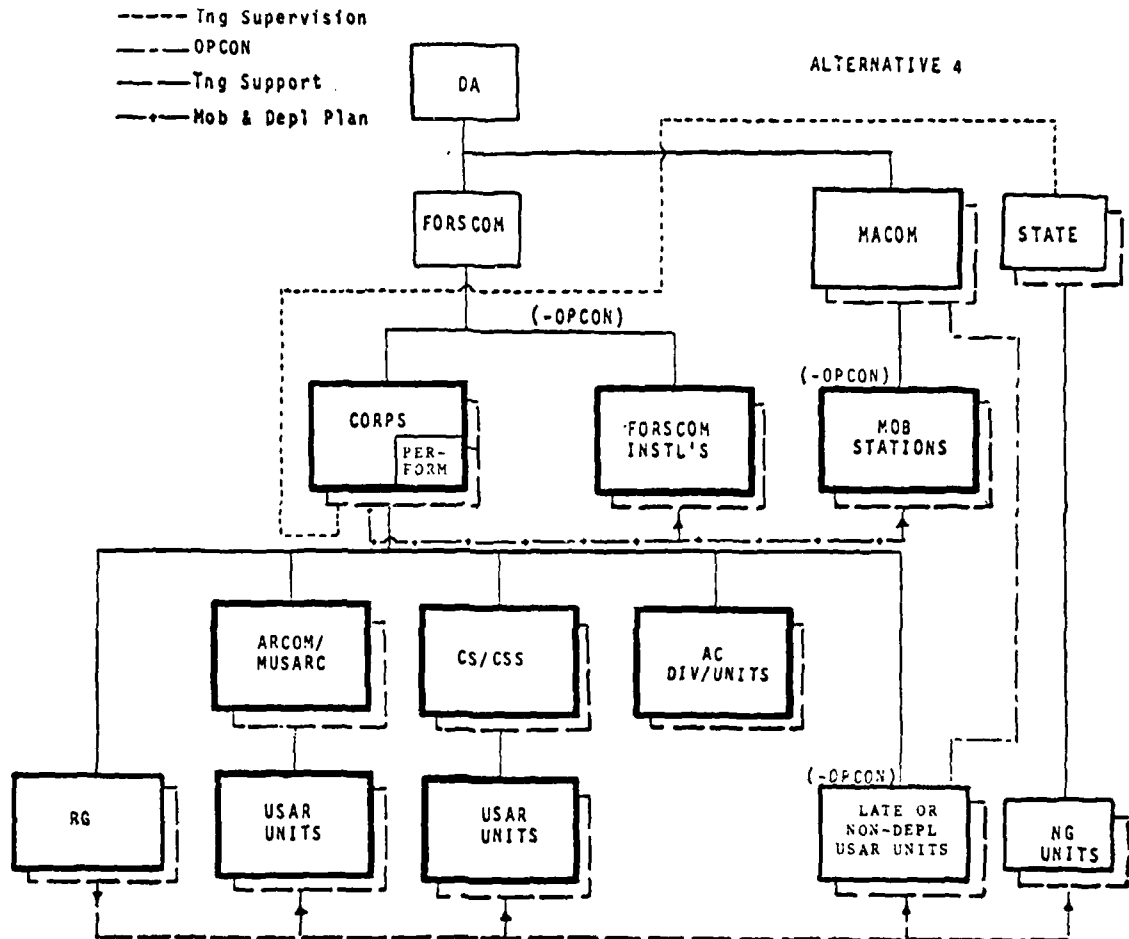 Tng Supervision
OPCON
ALTERNATIVE 4
Tng Support
DA
Mob & Depl Plan
FORSCOM
MACOM
STATE
(-OPCON)
(-OPCON)
CORPS
PER-
FORM
FORSCOM
INSTL'S
MOB
STATIONS
ARCOM/
MUSARC
CS/CSS
AC
DIV/UNITS
(-OPCON)
RG
USAR
UNITS
USAR
UNITS
LATE OR
NON-DEPL
USAR UNITS
NG
UNITS